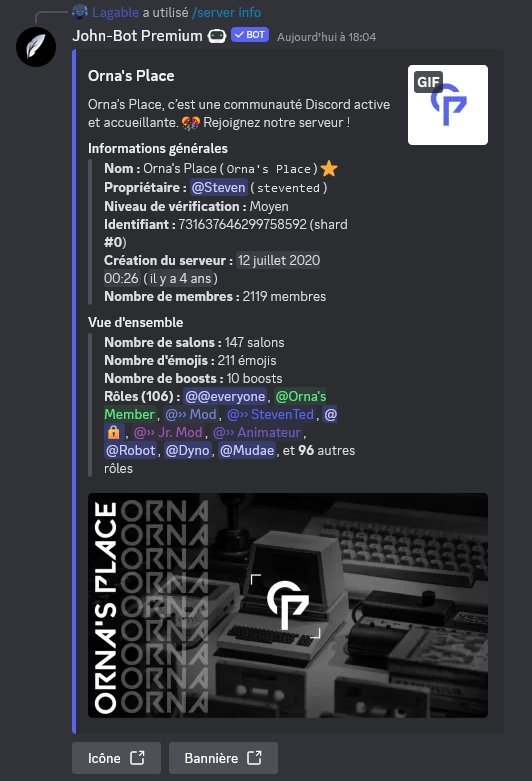 Lagable a utilisé /server info
John-Bot Premium BOT Aujourd'hui à 18:04
Orna's Place
GIF
Orna's Place, c'est une communauté Discord active
et accueillante. Rejoignez notre serveur !
Informations générales
Nom : Orna's Place (Orna's Place)
Propriétaire : @Steven (stevented)
Niveau de vérification : Moyen
Identifiant : 731637646299758592 (shard
#0)
Création du serveur : 12 juillet 2020
00:26 (il y a 4 ans)
Nombre de membres : 2119 membres
Vue d'ensemble
Nombre de salons : 147 salons
Nombre d'émojis : 211 émojis
Nombre de boosts : 10 boosts
Rôles (106) : @@everyone, @Orna's
Member, @›› Mod, @›› StevenTed, @
, @›› Jr. Mod, @›› Animateur,
@Robot, @Dyno, @Mudae, et 96 autres
rôles
ORNA'S PLACE
ORNA
ORNA
ORNA
ORNA
ORNA
ORNA
ORNA
ORNA
Icône
Bannière